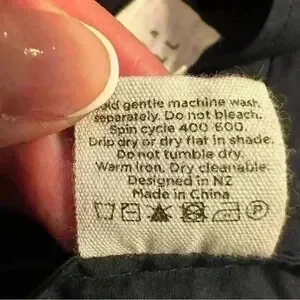 Cold gentle machine wash,
separately. Do not bleach.
Spin cycle 400-600.
Drip dry or dry flat in shade.
Do not tumble dry.
Warm iron. Dry cleanable.
Designed in NZ
Made in China
P